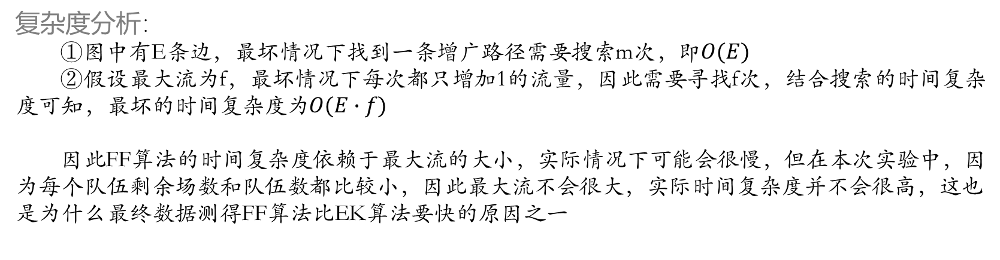 复杂度分析:
①图中有E条边，最坏情况下找到一条增广路径需要搜索m次，即O(E)
②假设最大流为f，最坏情况下每次都只增加1的流量，因此需要寻找f次，结合搜索的时间复杂
度可知，最坏的时间复杂度为O(E · f)
因此FF算法的时间复杂度依赖于最大流的大小，实际情况下可能会很慢，但在本次实验中，因
为每个队伍剩余场数和队伍数都比较小，因此最大流不会很大，实际时间复杂度并不会很高，这也
是为什么最终数据测得FF算法比EK算法要快的原因之一